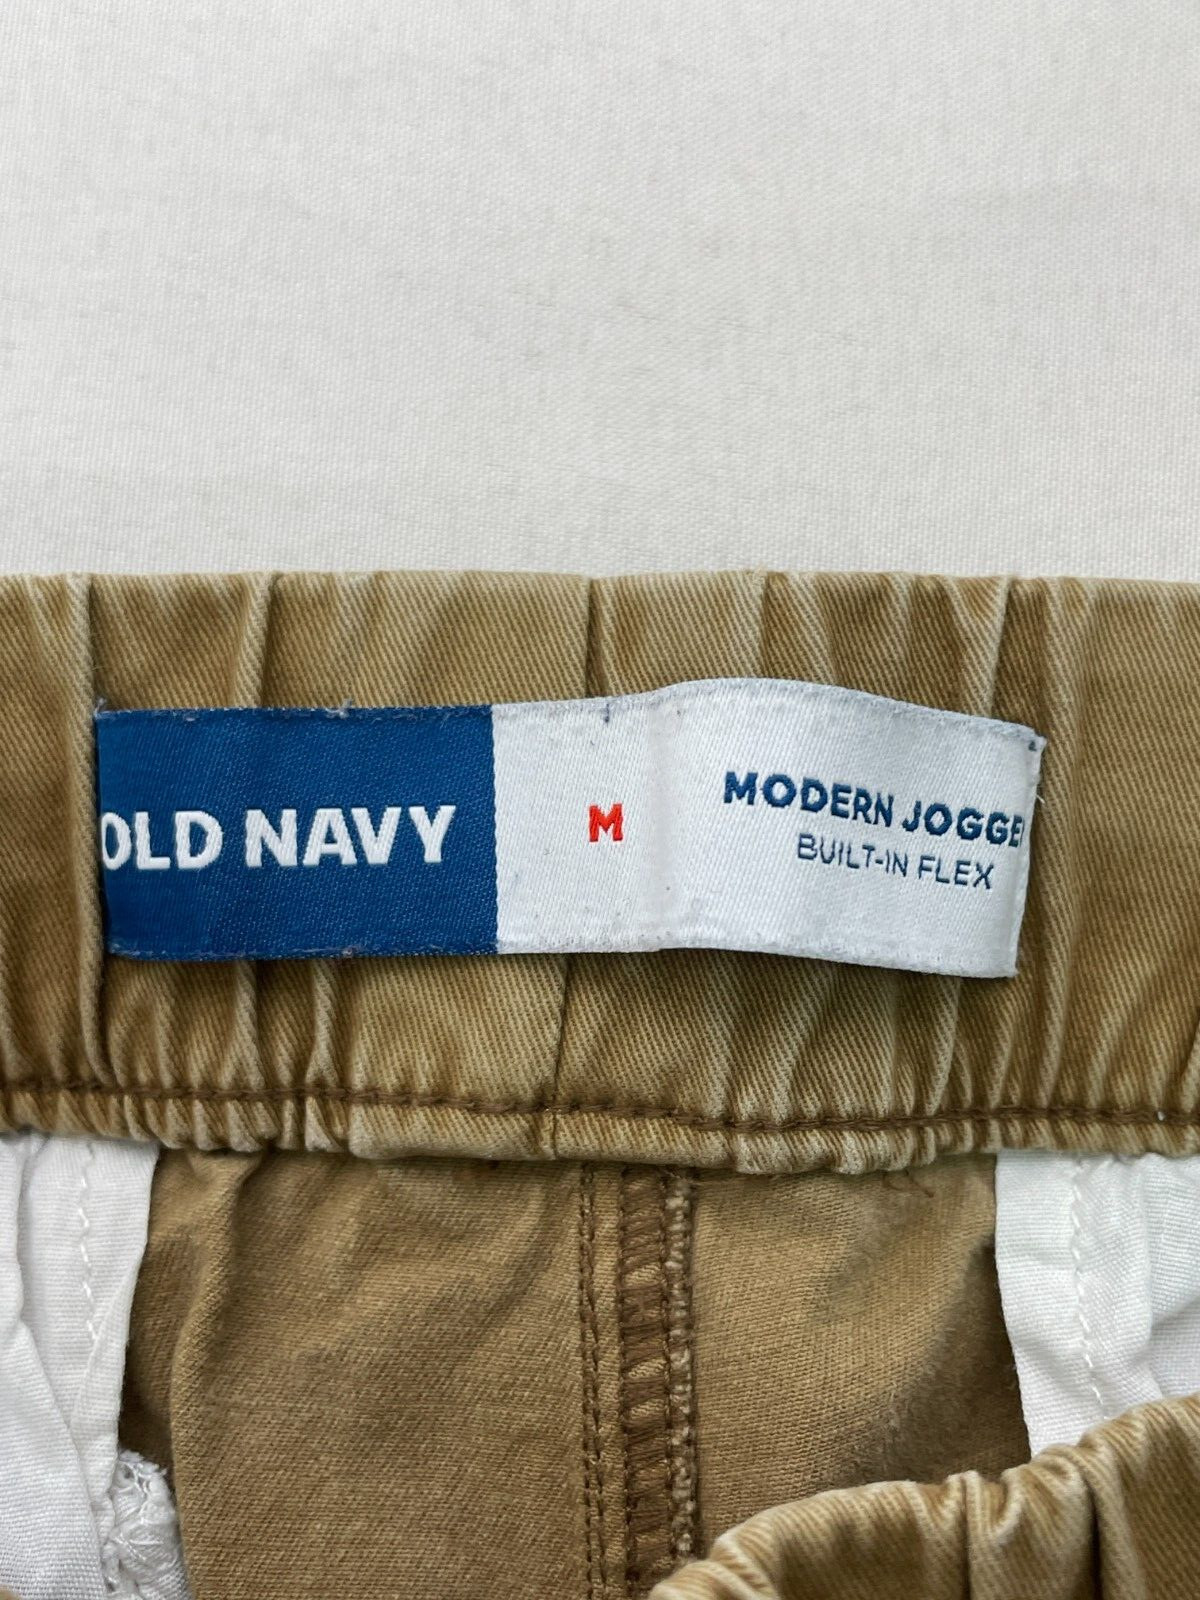 OLD NAVY
M
MODERN JOGGE
BUILT-IN FLEX